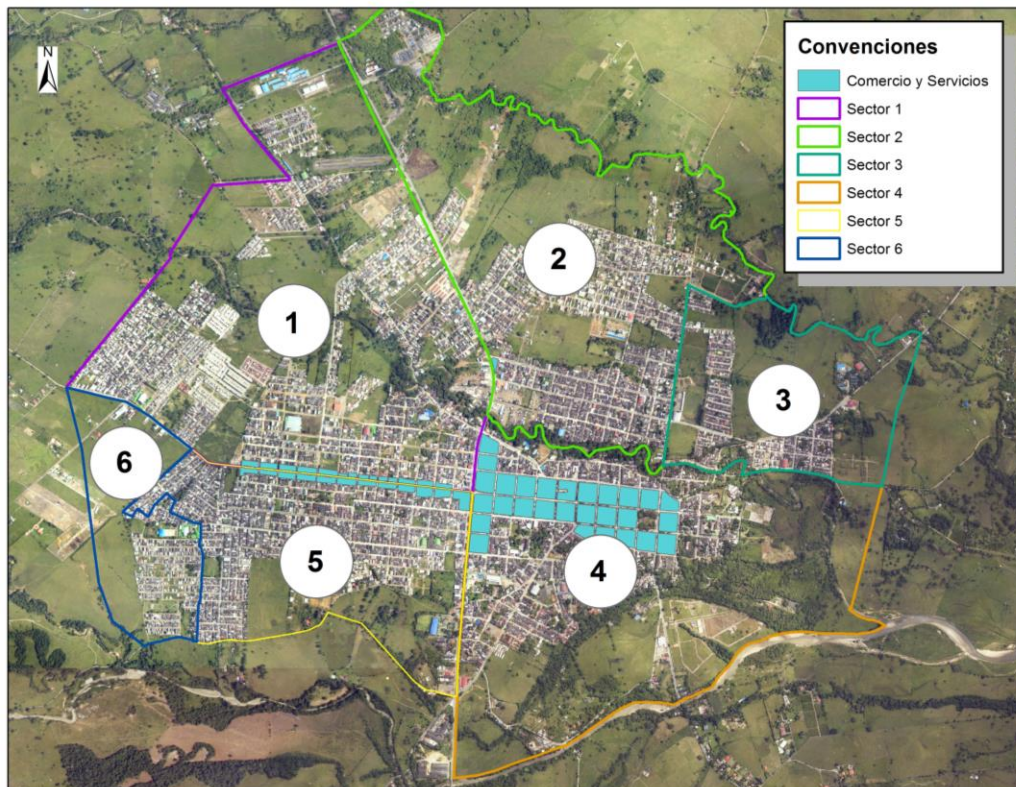 N
Convenciones
Comercio y Servicios
Sector 1
Sector 2
Sector 3
Sector 4
Sector 5
Sector 6
2
1
3
6
5
4